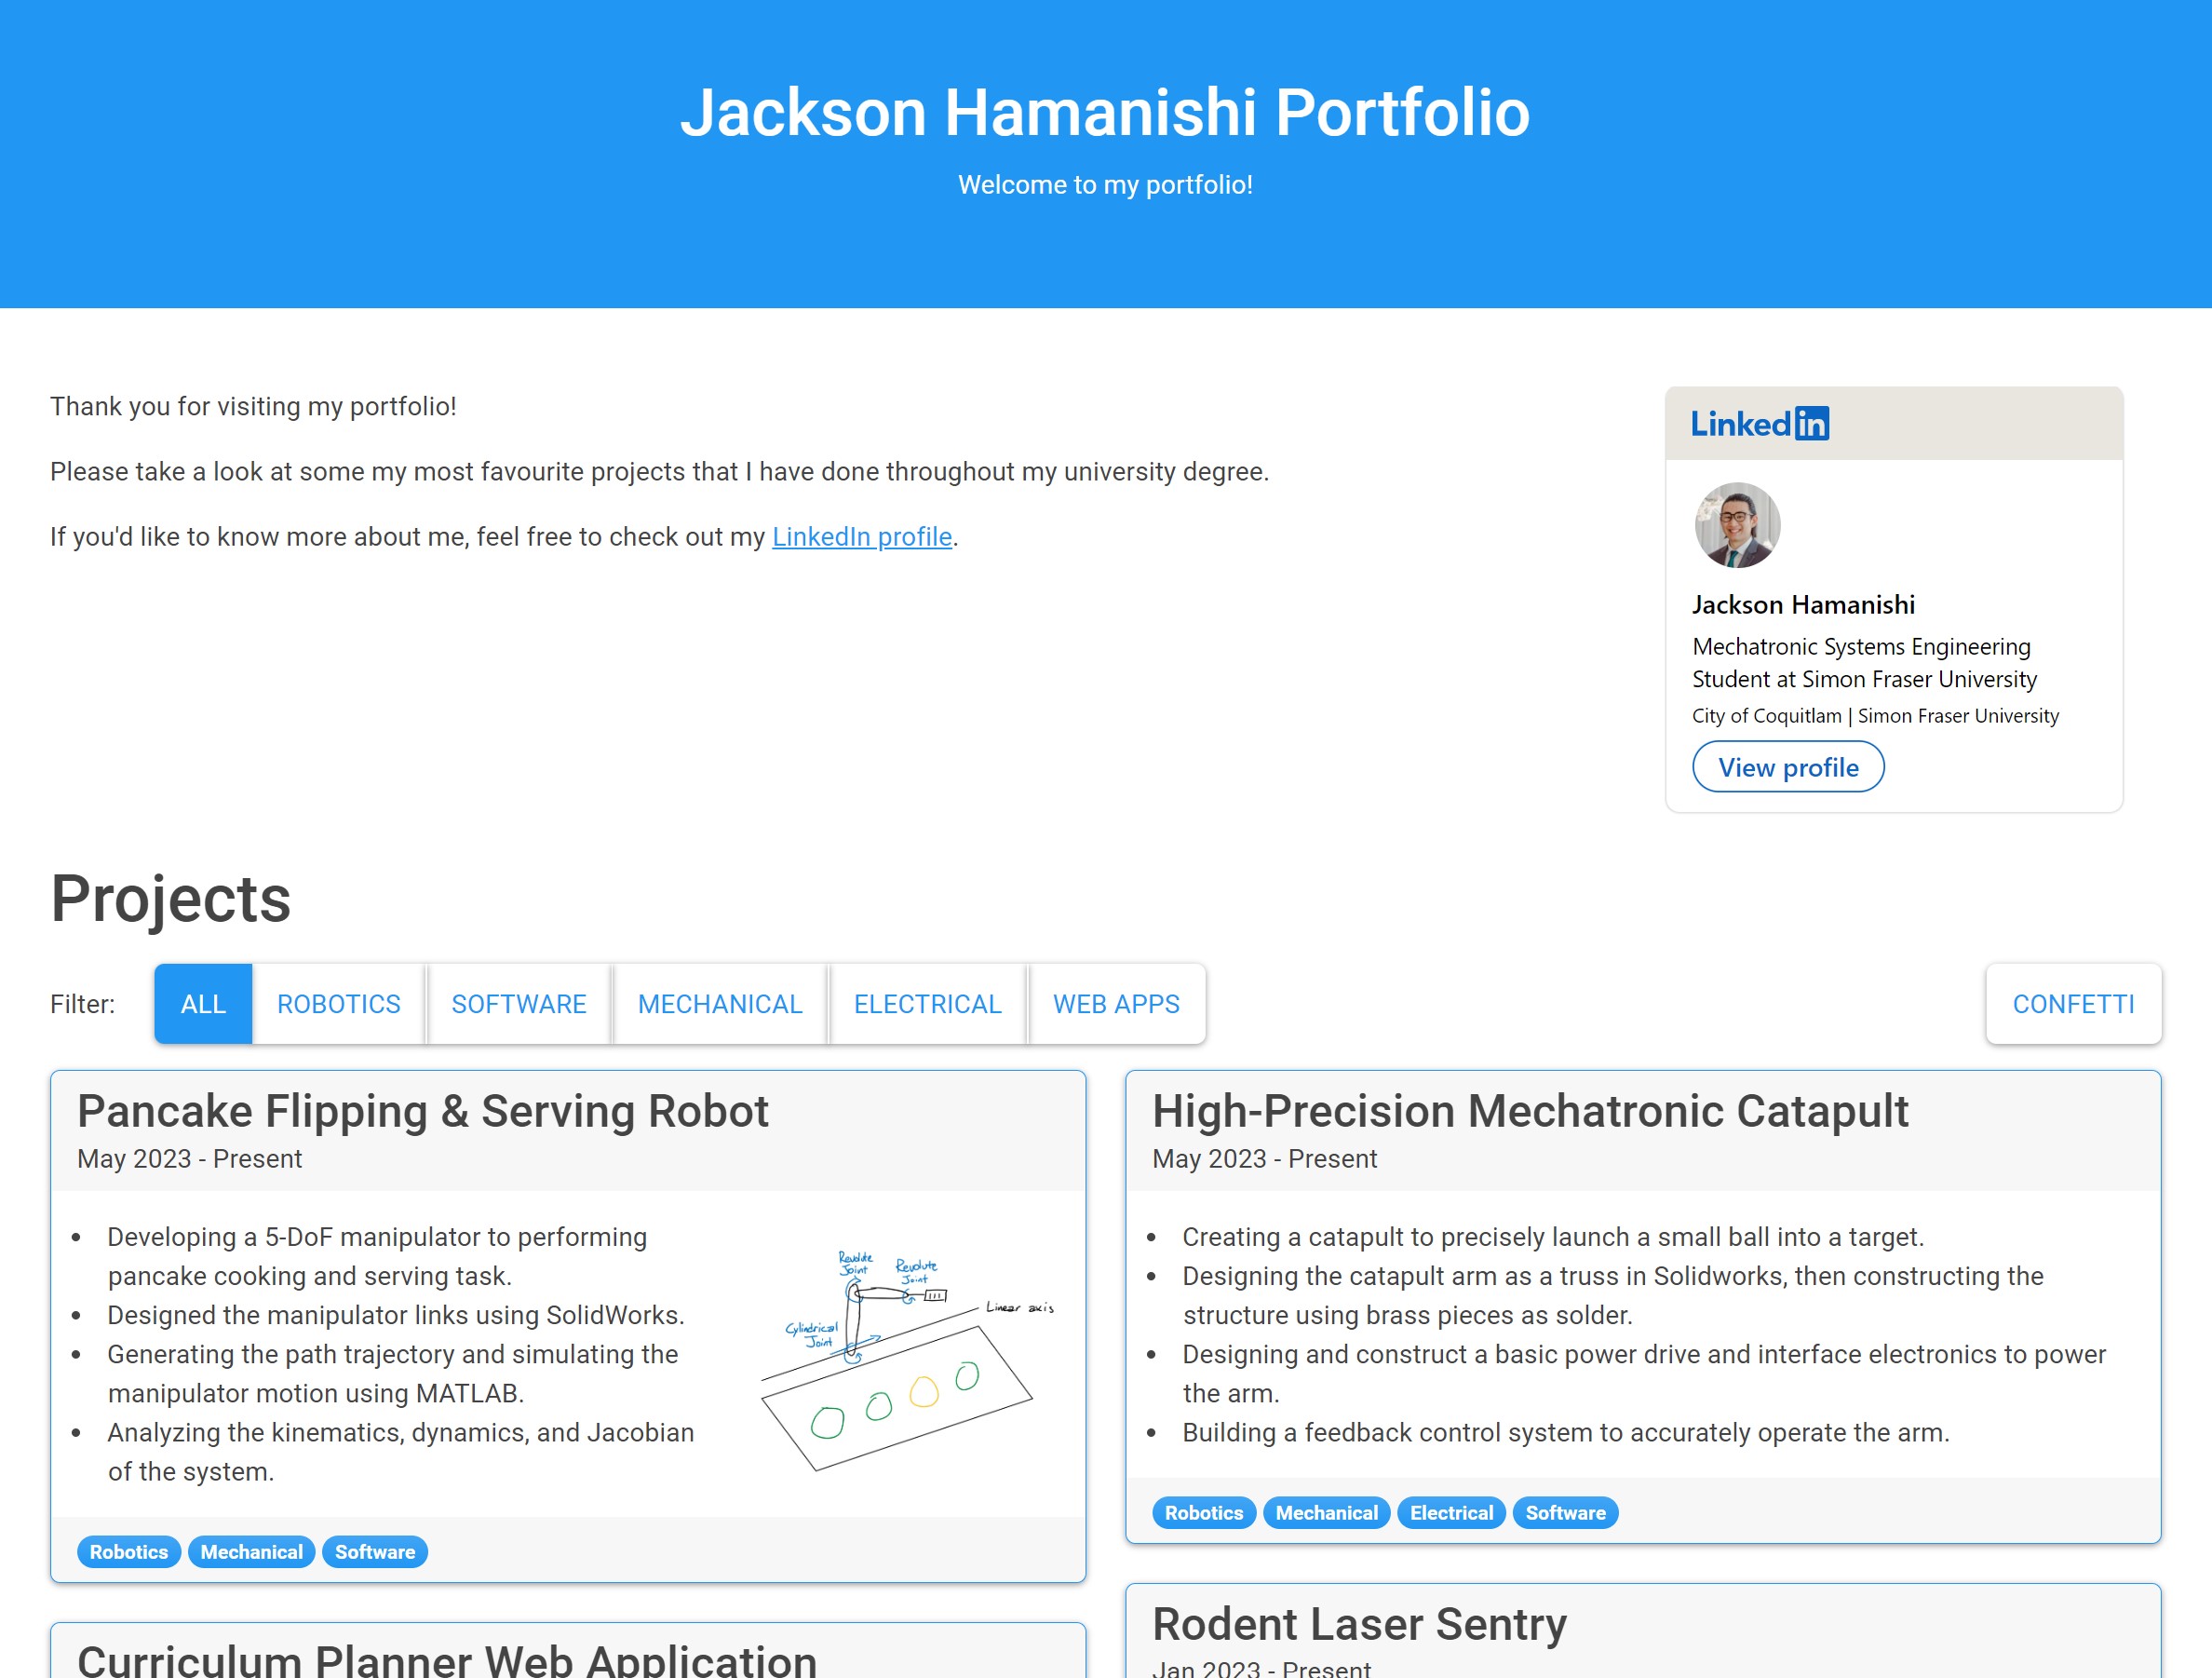 Jackson Hamanishi Portfolio
Welcome to my portfolio!
Thank you for visiting my portfolio!
Please take a look at some my most favourite projects that I have done throughout my university degree.
If you'd like to know more about me, feel free to check out my LinkedIn profile.
Linked in
Jackson Hamanishi
Mechatronic Systems Engineering
Student at Simon Fraser University
City of Coquitlam | Simon Fraser University
View profile
Projects
Filter: ALL ROBOTICS SOFTWARE MECHANICAL ELECTRICAL WEB APPS CONFETTI
Pancake Flipping & Serving Robot
May 2023 - Present
• Developing a 5-DoF manipulator to performing
pancake cooking and serving task.
• Designed the manipulator links using SolidWorks.
• Generating the path trajectory and simulating the
manipulator motion using MATLAB.
• Analyzing the kinematics, dynamics, and Jacobian
of the system.
Revolute
Joint
Revolute
Joint
Linear axis
Cylindrical
Joint
Robotics Mechanical Software
High-Precision Mechatronic Catapult
May 2023 - Present
• Creating a catapult to precisely launch a small ball into a target.
• Designing the catapult arm as a truss in Solidworks, then constructing the
structure using brass pieces as solder.
• Designing and construct a basic power drive and interface electronics to power
the arm.
• Building a feedback control system to accurately operate the arm.
Robotics Mechanical Electrical Software
Curriculum Planner Web Application
Rodent Laser Sentry
Jan 2023 - Present